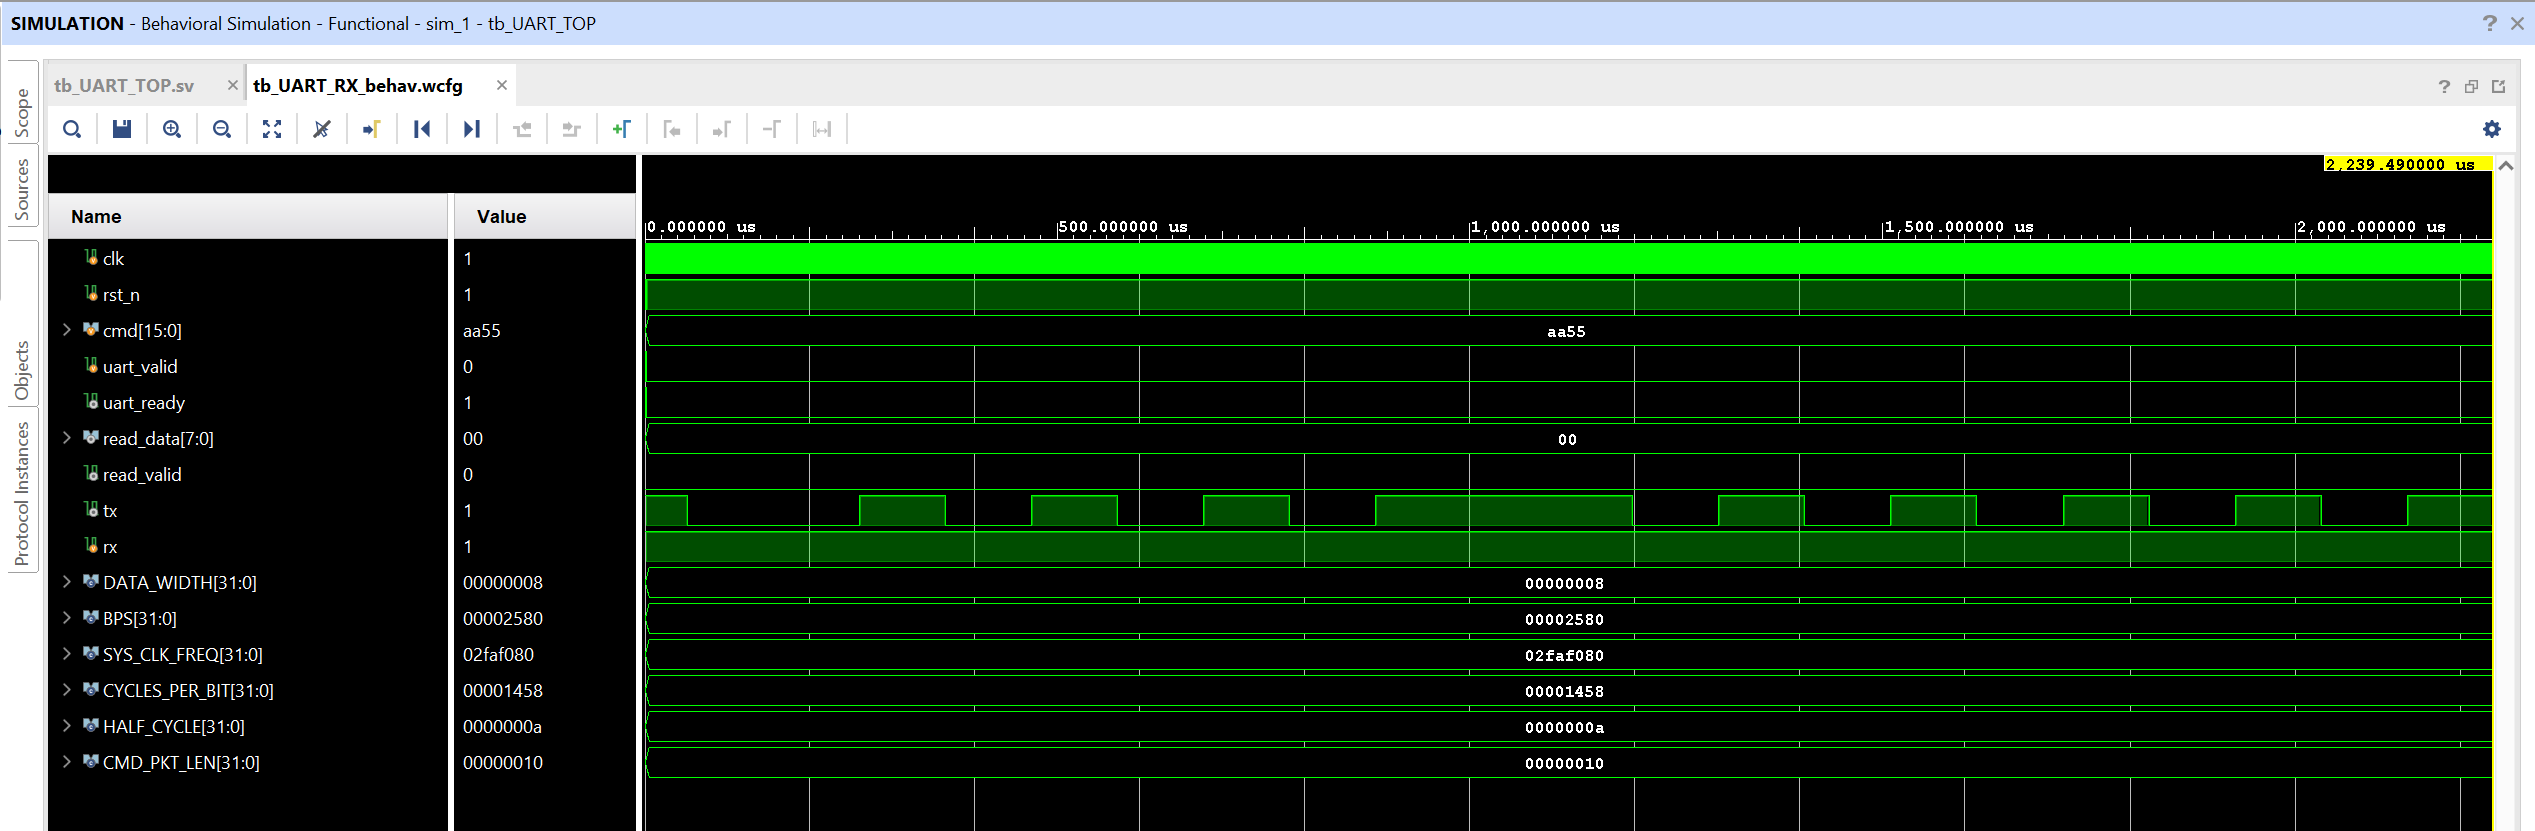 SIMULATION - Behavioral Simulation - Functional - sim_1 - tb_UART_TOP
tb_UART_TOP.sv
tb_UART_RX_behav.wcfg
Scope
Sources
Objects
Protocol Instances
2,239.490000 us
Name Value
0.000000 us 500.000000 us 1,000.000000 us 1,500.000000 us 2,000.000000 us
clk 1
rst_n 1
cmd[15:0] aa55 aa55
uart_valid 0
uart_ready 1
read_data[7:0] 00 00
read_valid 0
tx 1
rx 1
DATA_WIDTH[31:0] 00000008 00000008
BPS[31:0] 00002580 00002580
SYS_CLK_FREQ[31:0] 02faf080 02faf080
CYCLES_PER_BIT[31:0] 00001458 00001458
HALF_CYCLE[31:0] 0000000a 0000000a
CMD_PKT_LEN[31:0] 00000010 00000010